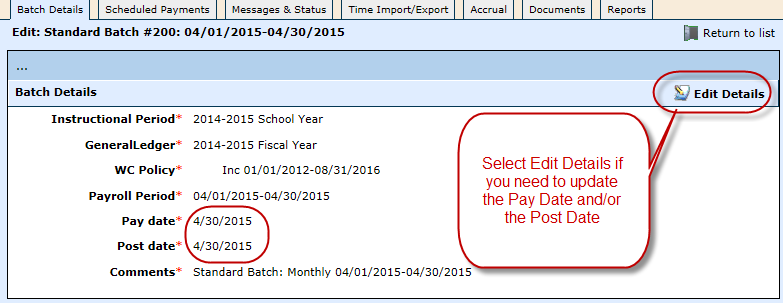 Batch Details Scheduled Payments Messages & Status Time Import/Export Accrual Documents Reports
Edit: Standard Batch #200: 04/01/2015-04/30/2015 Return to list
...
Batch Details Edit Details
Instructional Period* 2014-2015 School Year
GeneralLedger* 2014-2015 Fiscal Year
WC Policy* Inc 01/01/2012-08/31/2016
Payroll Period* 04/01/2015-04/30/2015
Pay date* 4/30/2015
Post date* 4/30/2015
Comments* Standard Batch: Monthly 04/01/2015-04/30/2015
Select Edit Details if
you need to update
the Pay Date and/or
the Post Date